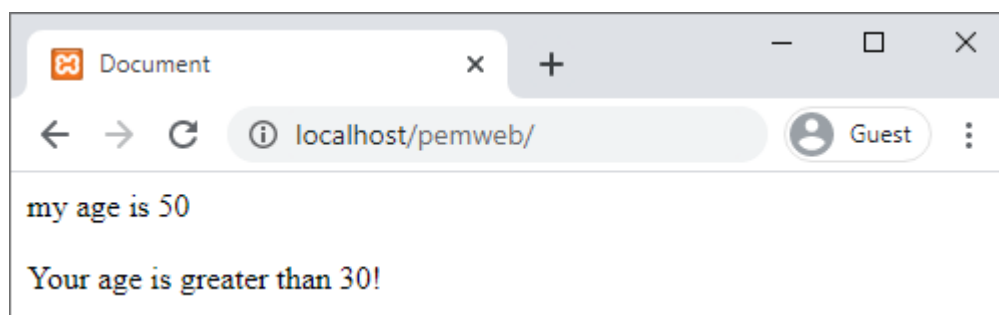 Document
localhost/pemweb/
Guest
my age is 50
Your age is greater than 30!